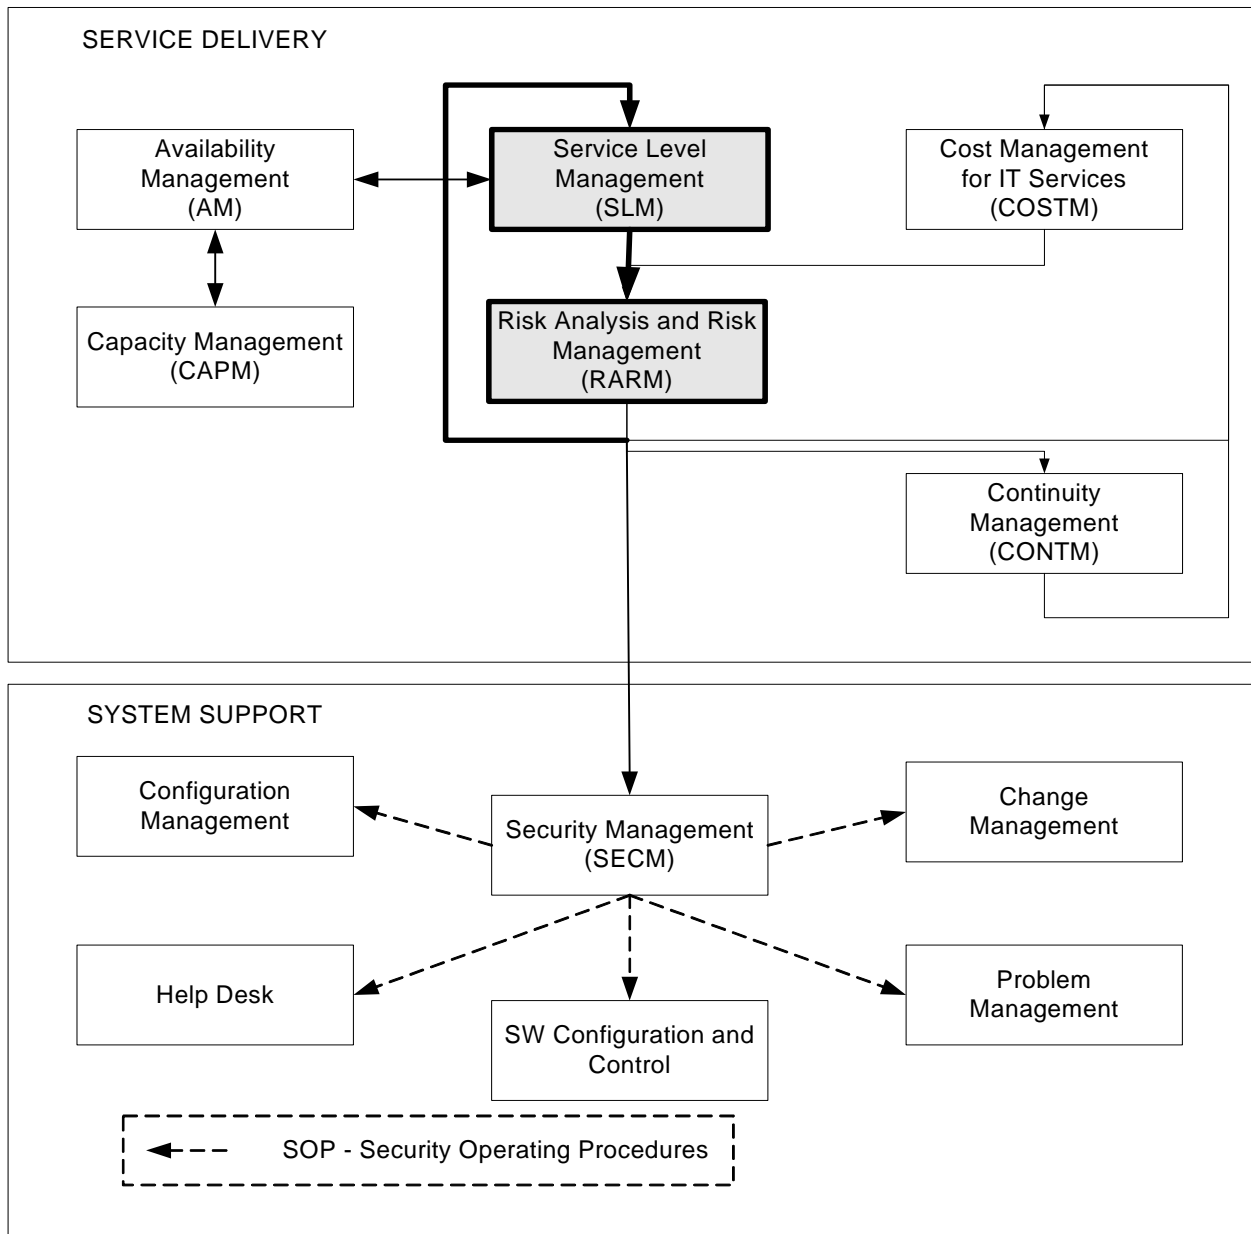 SERVICE DELIVERY
Availability
Management
(AM)
Service Level
Management
(SLM)
Cost Management
for IT Services
(COSTM)
Capacity Management
(CAPM)
Risk Analysis and Risk
Management
(RARM)
Continuity
Management
(CONTM)
SYSTEM SUPPORT
Configuration
Management
Security Management
(SECM)
Change
Management
Help Desk
SW Configuration and
Control
Problem
Management
SOP - Security Operating Procedures